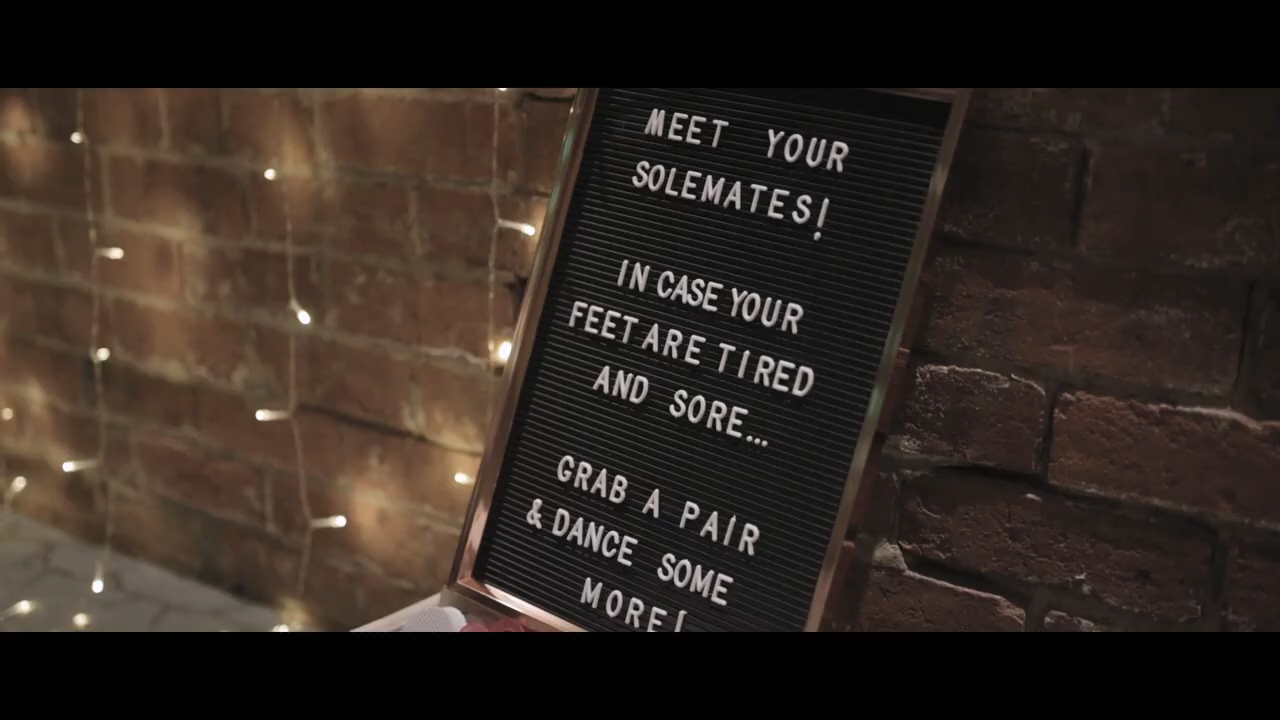 MEET YOUR
SOLEMATES!
IN CASE YOUR
FEET ARE TIRED
AND SORE...
GRAB A PAIR
& DANCE SOME
MORE!